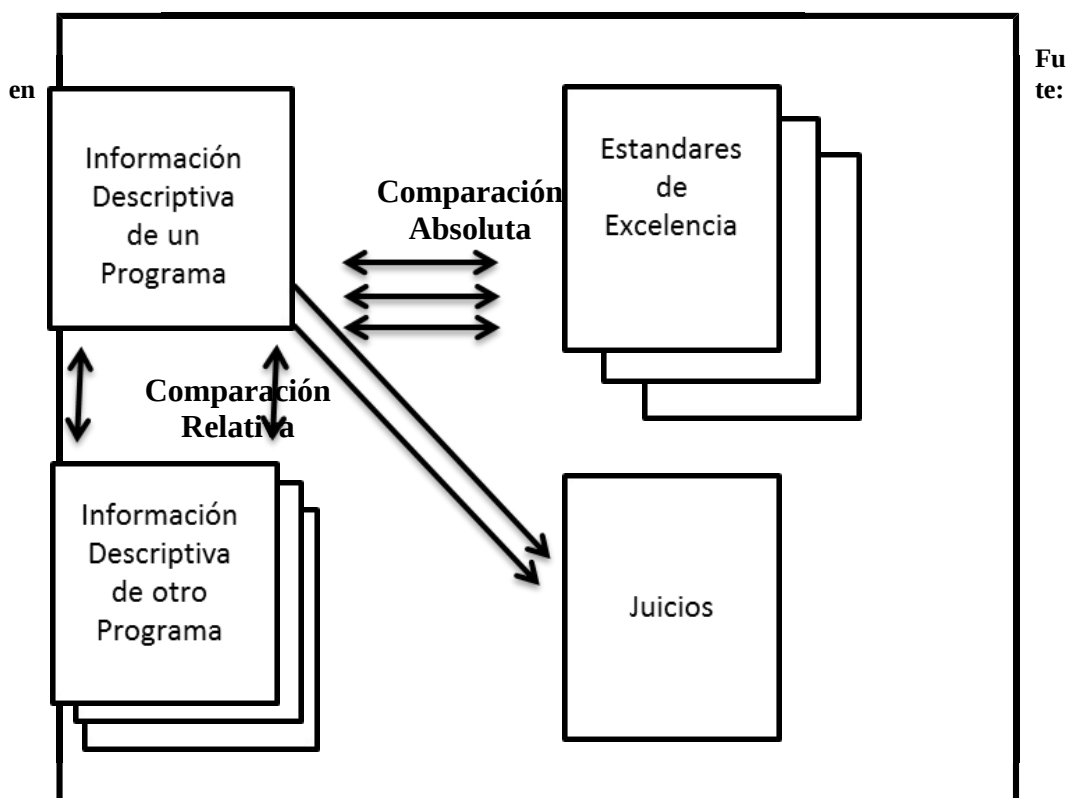 Fu
en
te:
Información
Descriptiva
de un
Programa
Comparación
Absoluta
Estandares
de
Excelencia
Comparación
Relativa
Información
Descriptiva
de otro
Programa
Juicios